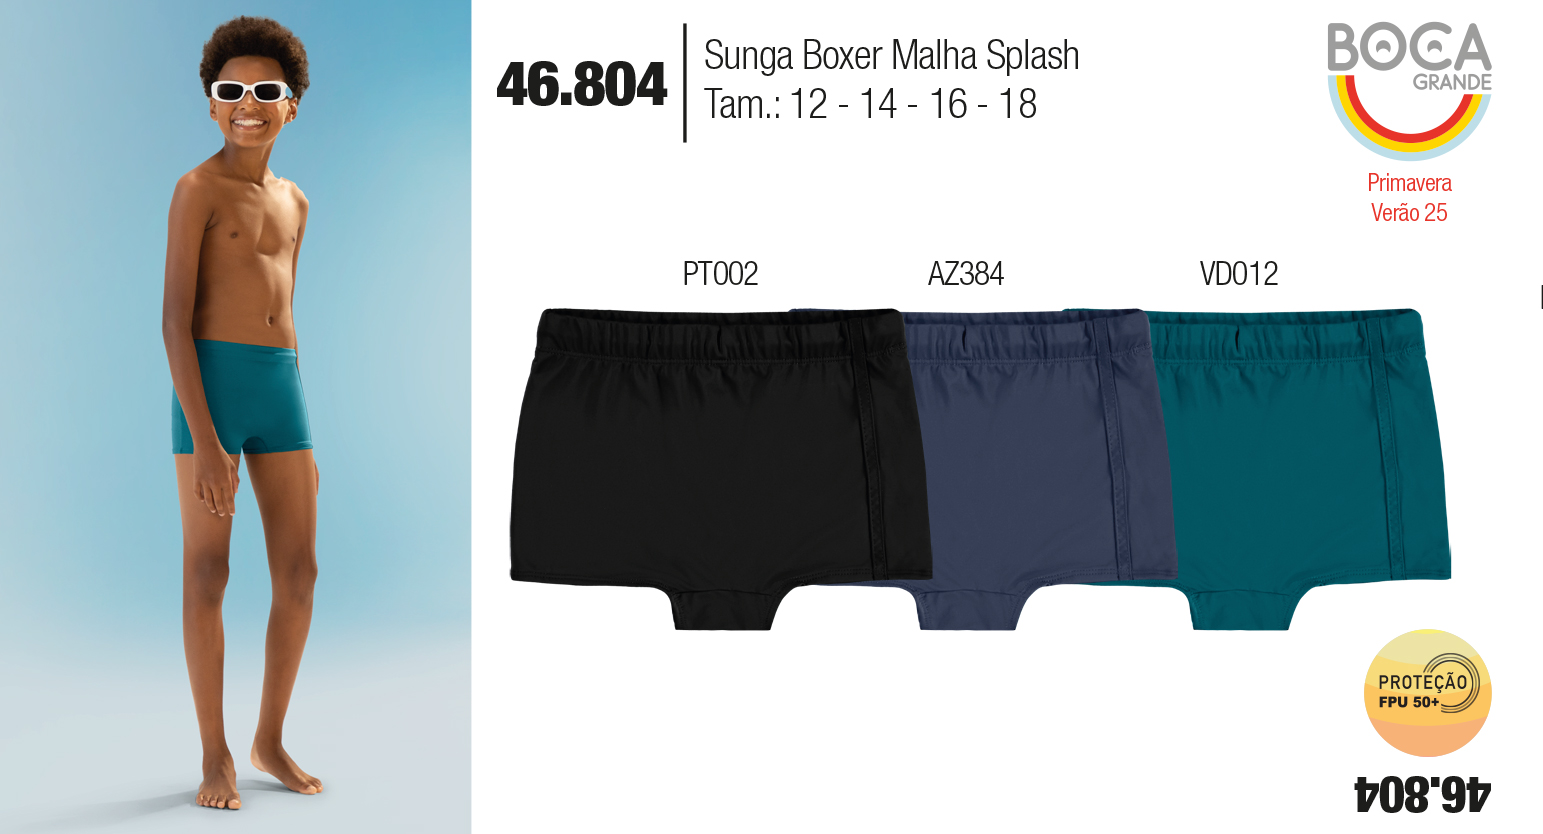 46.804
Sunga Boxer Malha Splash
Tam.: 12 - 14 - 16 - 18
BOCA
GRANDE
Primavera
Verão 25
PT002
AZ384
VD012
PROTEÇÃO
FPU 50+
46.804